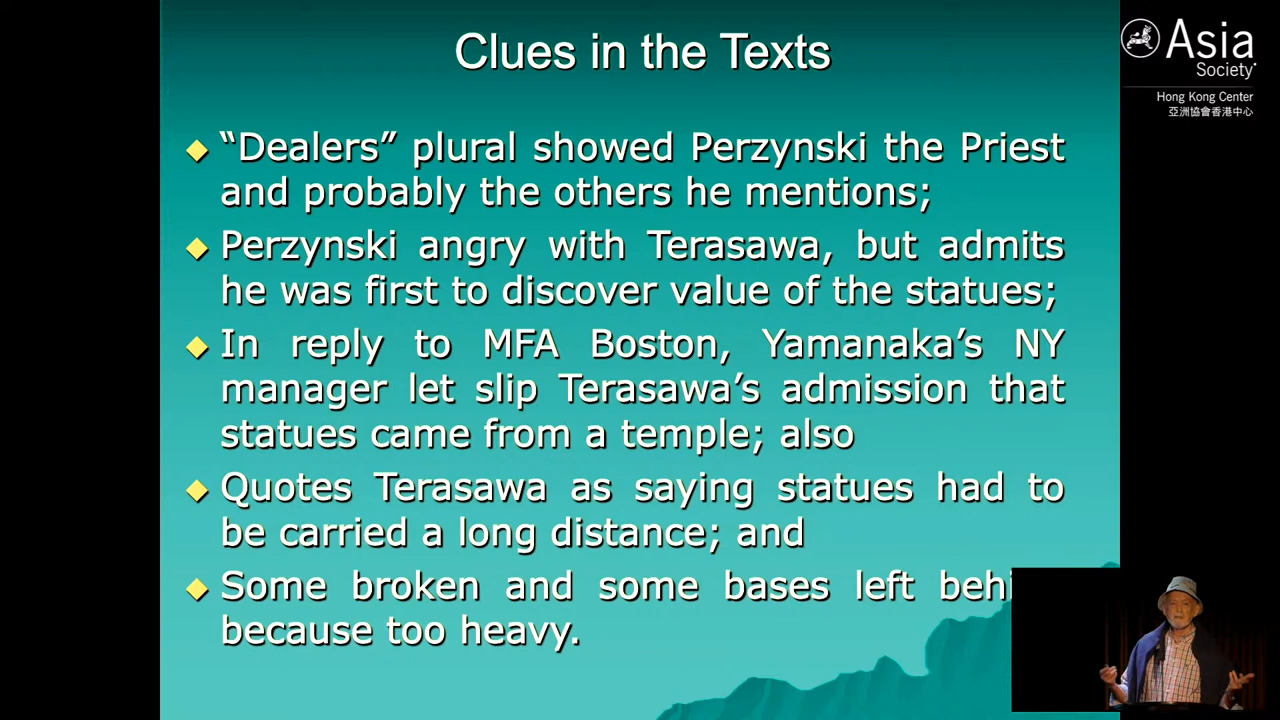 Clues in the Texts
“Dealers” plural showed Perzynski the Priest
and probably the others he mentions;
Perzynski angry with Terasawa, but admits
he was first to discover value of the statues;
In reply to MFA Boston, Yamanaka’s NY
manager let slip Terasawa’s admission that
statues came from a temple; also
Quotes Terasawa as saying statues had to
be carried a long distance; and
Some broken and some bases left behi
because too heavy.
Asia
Society
Hong Kong Center
亞洲協會香港中心